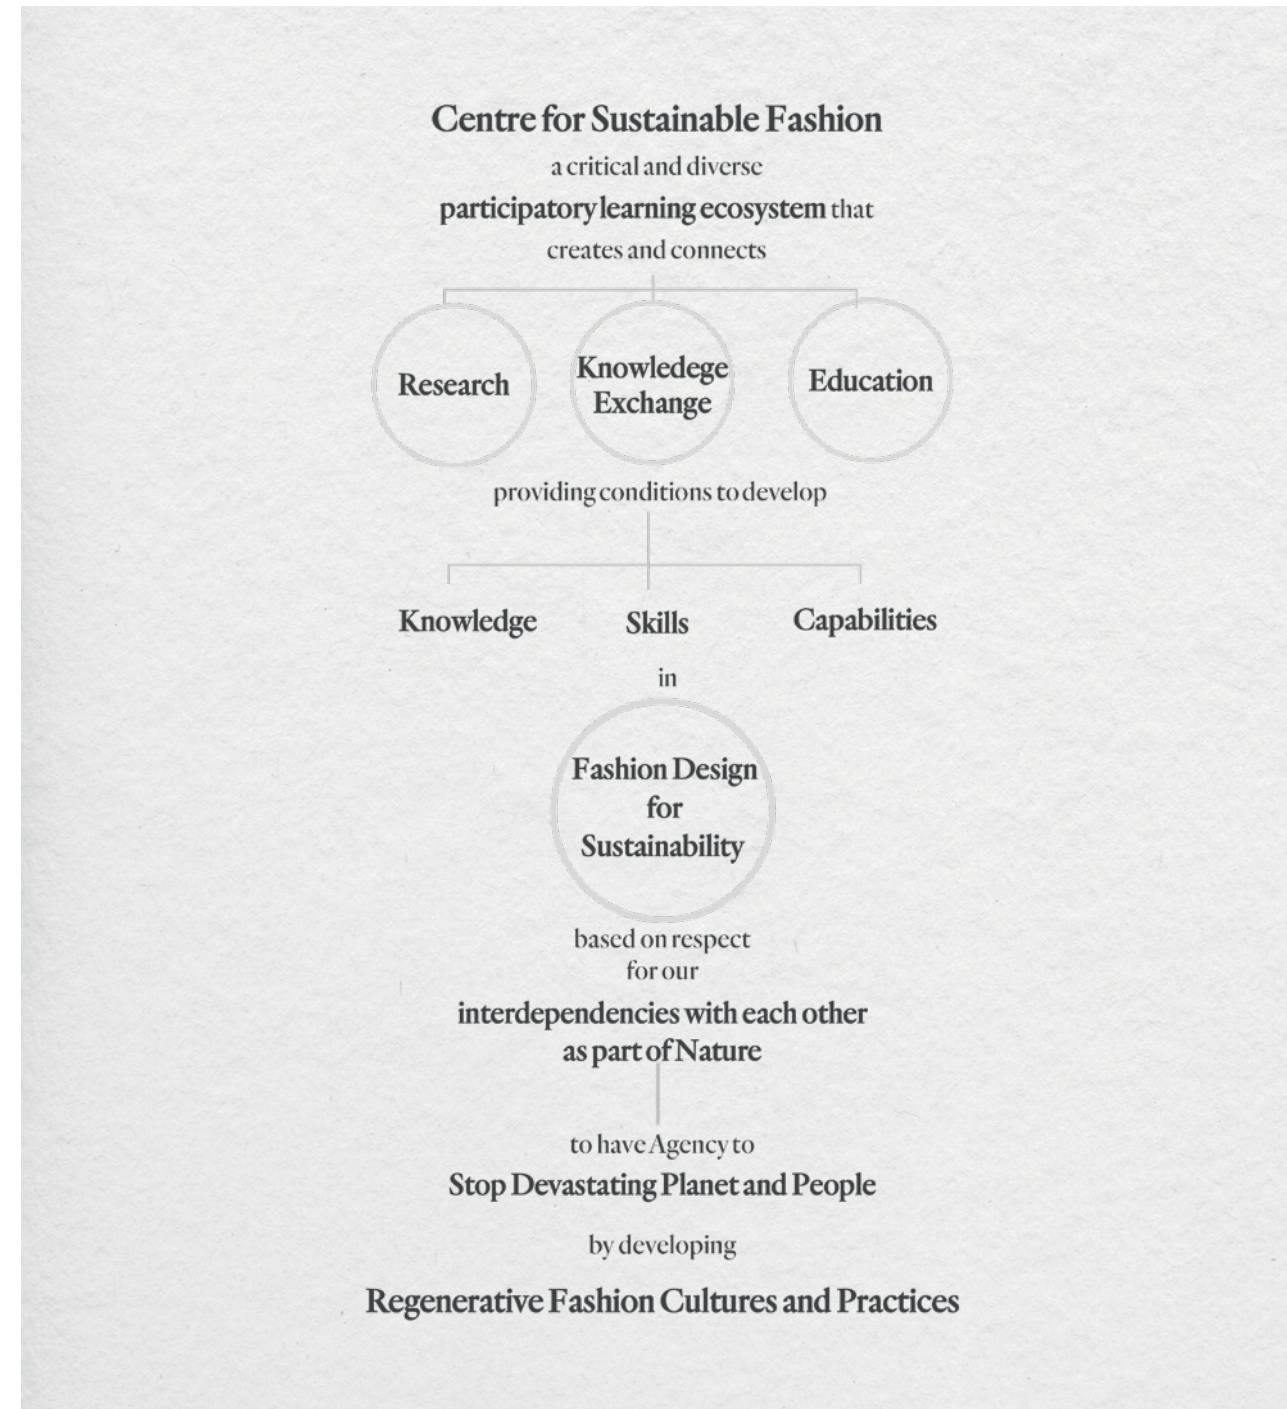 Centre for Sustainable Fashion
a critical and diverse
participatory learning ecosystem that
creates and connects
Research
Knowledege
Exchange
Education
providing conditions to develop
Knowledge
Skills
Capabilities
in
Fashion Design
for
Sustainability
based on respect
for our
interdependencies with each other
as part of Nature
to have Agency to
Stop Devastating Planet and People
by developing
Regenerative Fashion Cultures and Practices